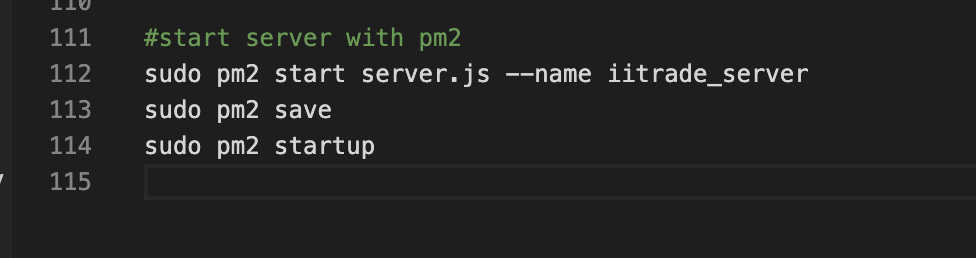 110
111 #start server with pm2
112 sudo pm2 start server.js --name iitrade_server
113 sudo pm2 save
114 sudo pm2 startup
115